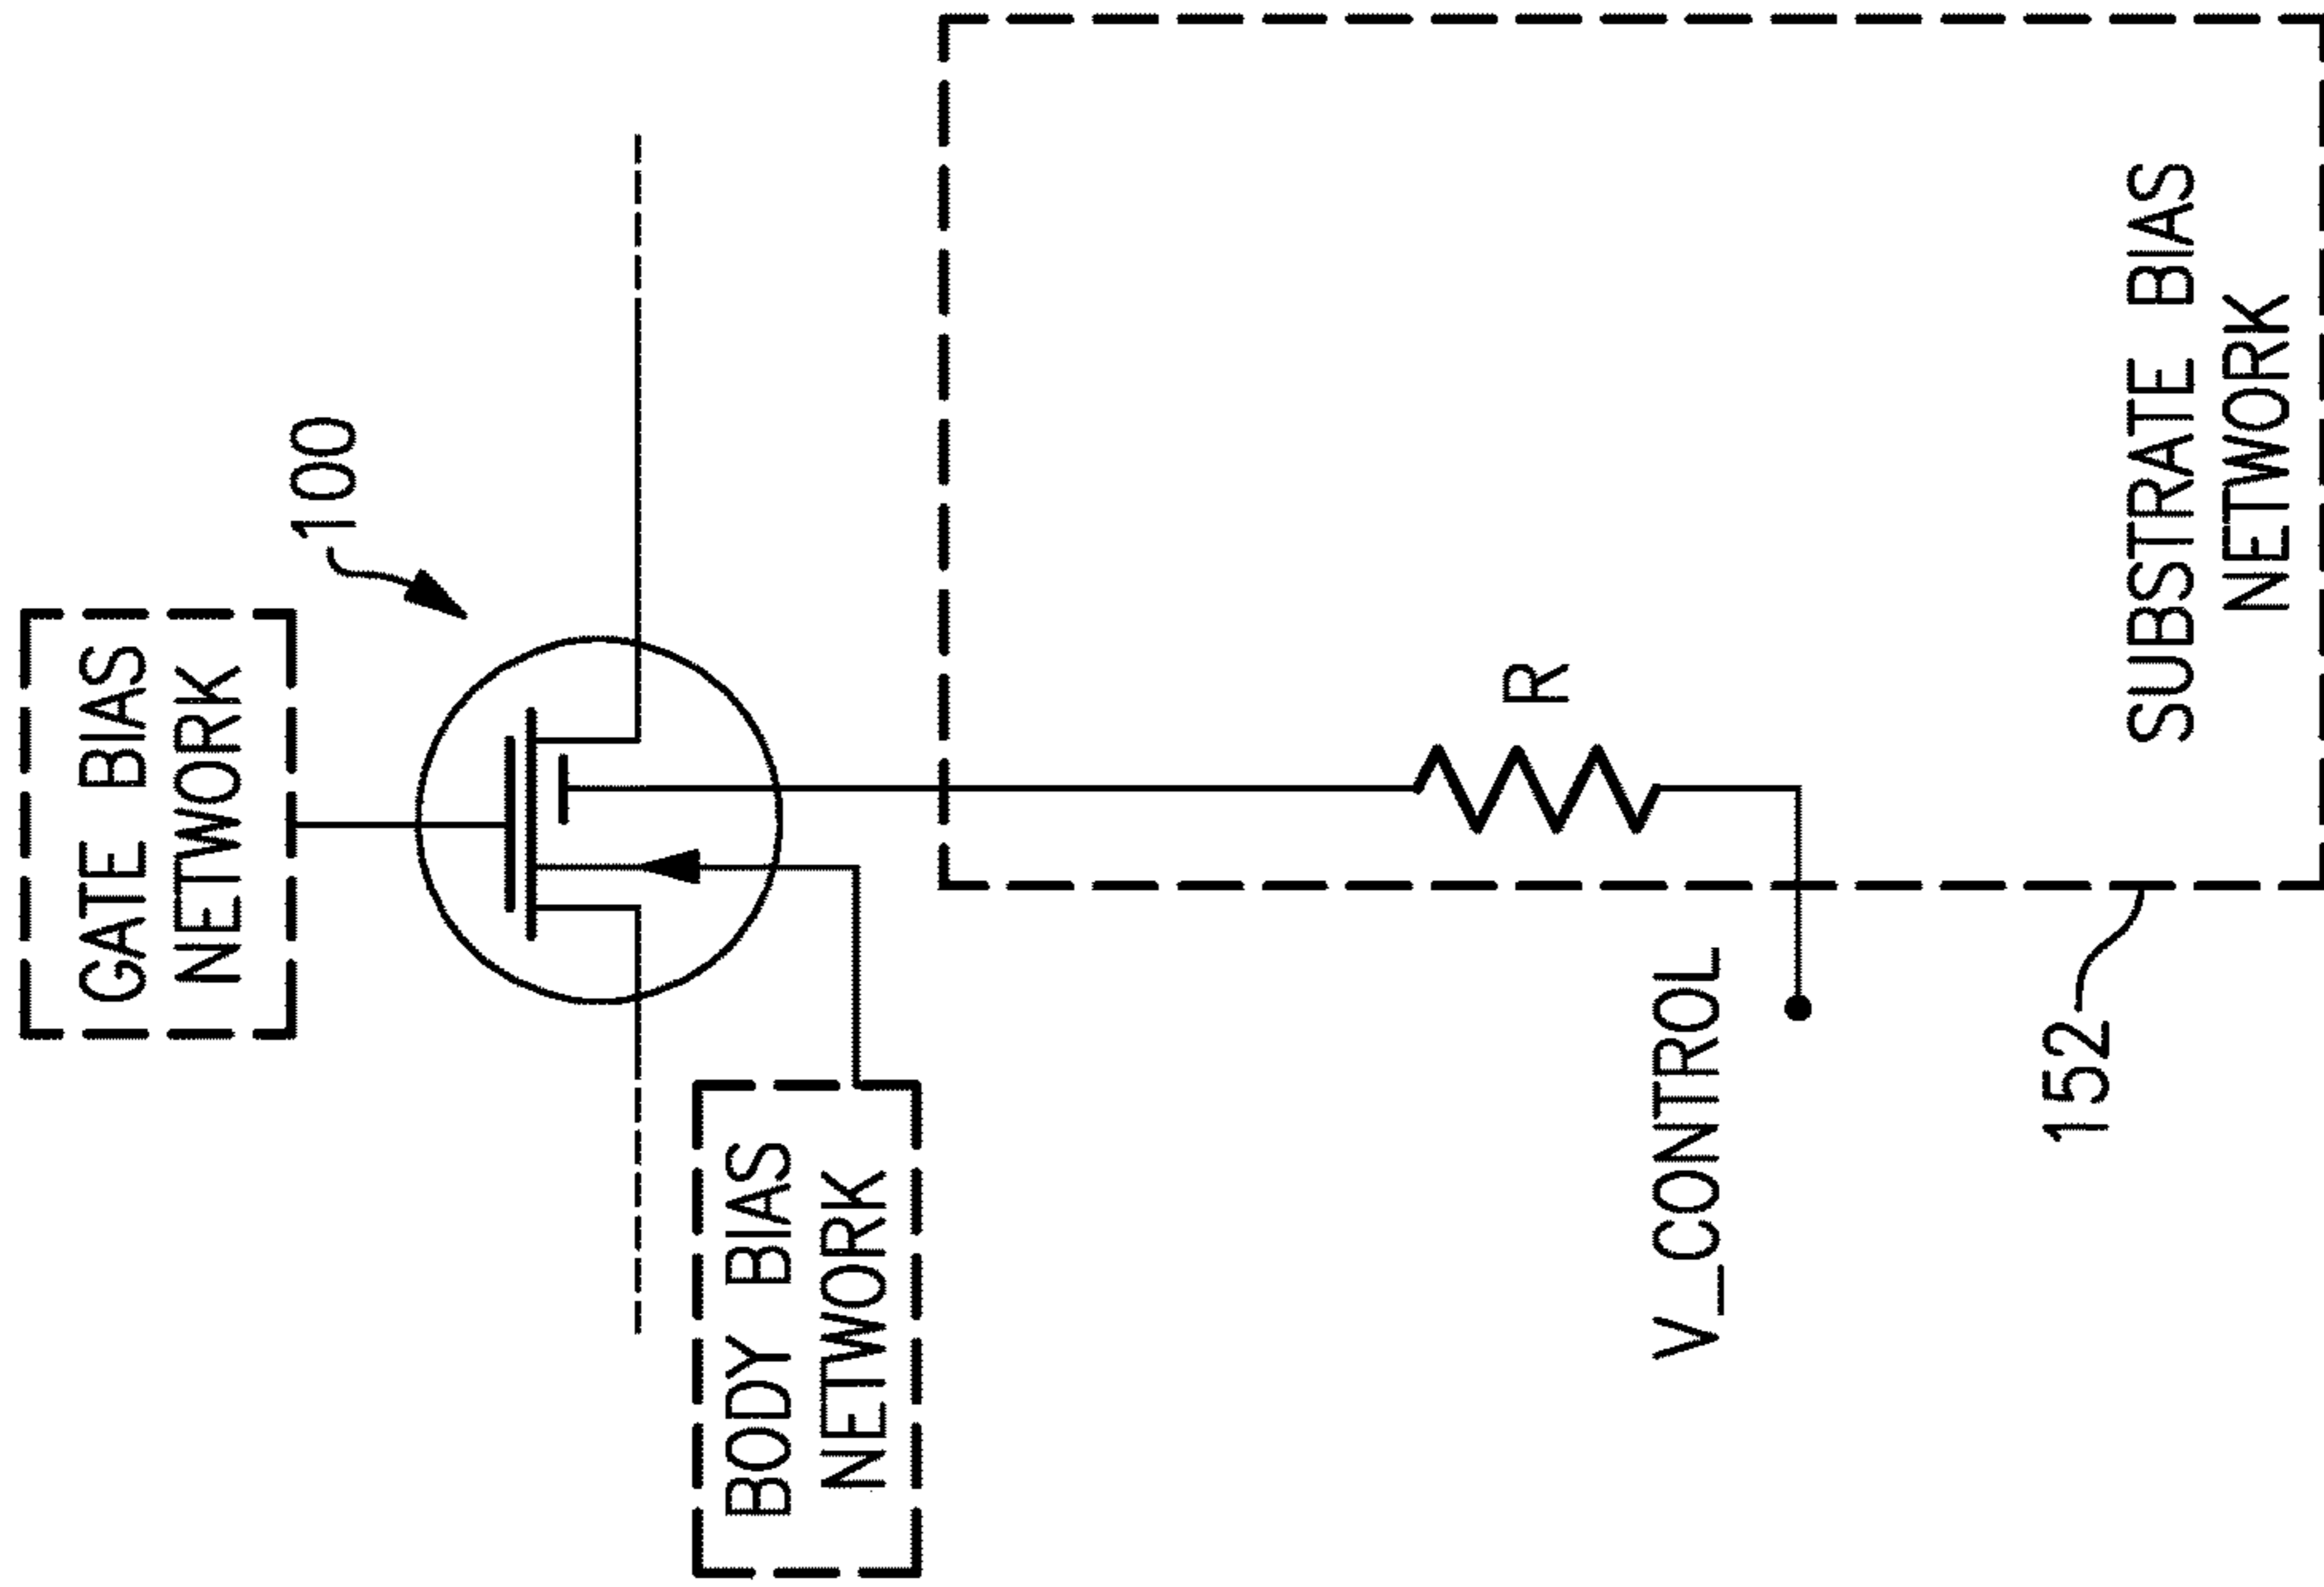 GATE BIAS
NETWORK
100
BODY BIAS
NETWORK
R
V_CONTROL
152
SUBSTRATE BIAS
NETWORK